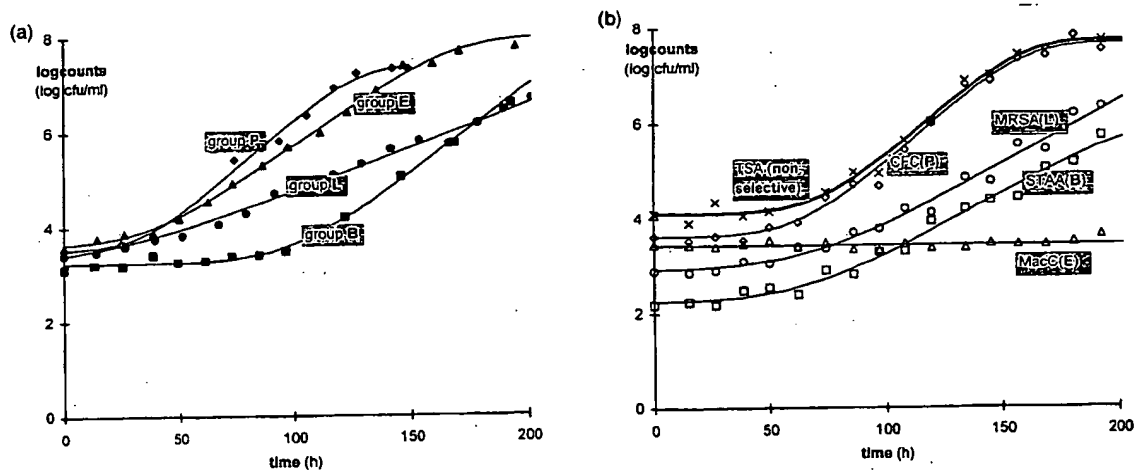 (a)
8
logcounts
(log cfu/ml)
6
4
2
0
group P
group E
group L
group B
0
50
100
150
200
time (h)
(b)
8
logcounts
(log cfu/ml)
6
4
2
0
TSA (non-
selective)
CFC(P)
MRSA(L)
STAA(B)
MacC(E)
0
50
100
150
200
time (h)